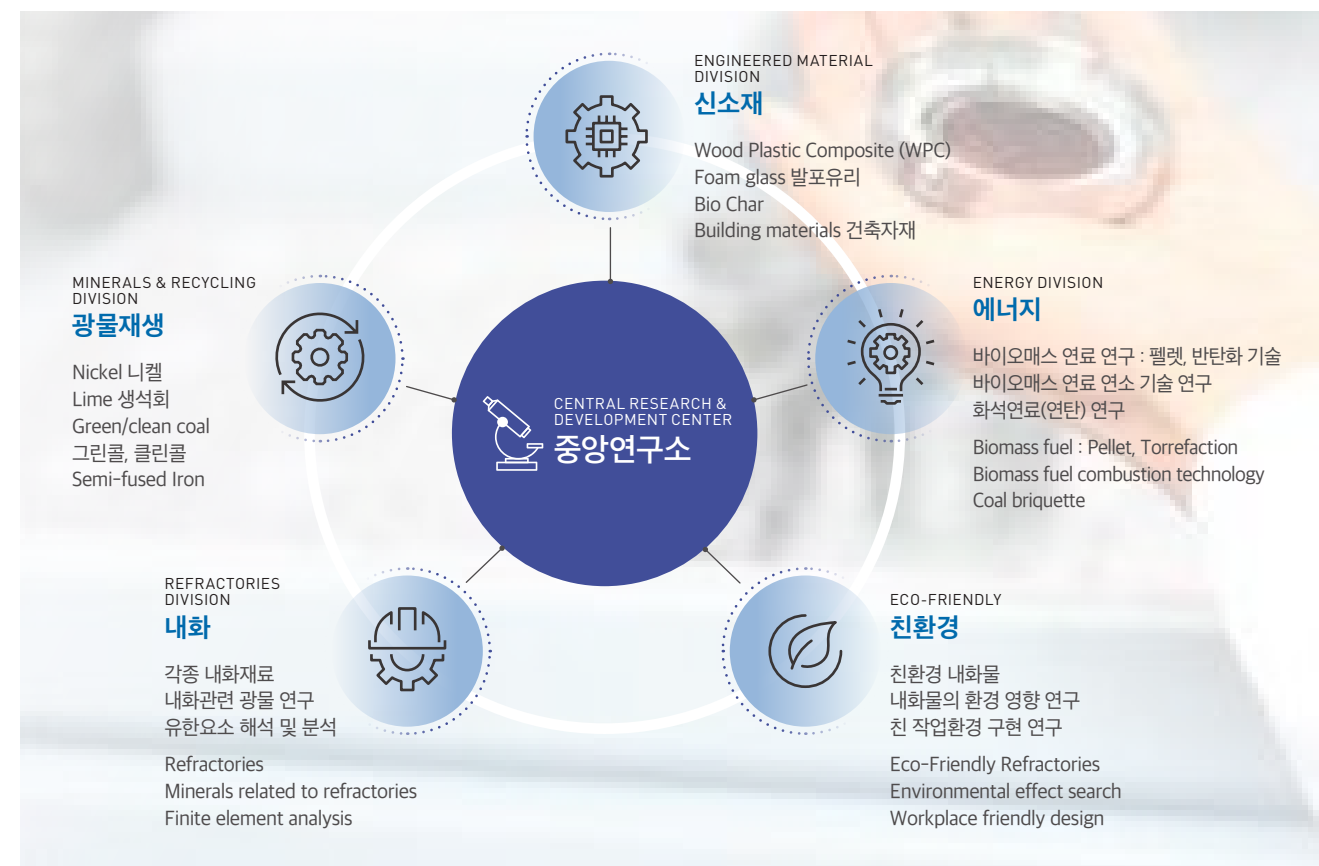 ENGINEERED MATERIAL
DIVISION
신소재
Wood Plastic Composite (WPC)
Foam glass 발포유리
Bio Char
Building materials 건축자재
MINERALS & RECYCLING
DIVISION
광물재생
Nickel 니켈
Lime 생석회
Green/clean coal
그린콜, 클린콜
Semi-fused Iron
CENTRAL RESEARCH &
DEVELOPMENT CENTER
중앙연구소
ENERGY DIVISION
에너지
바이오매스 연료 연구 : 펠렛, 반탄화 기술
바이오매스 연료 연소 기술 연구
화석연료(연탄) 연구
Biomass fuel : Pellet, Torrefaction
Biomass fuel combustion technology
Coal briquette
REFRACTORIES
DIVISION
내화
각종 내화재료
내화관련 광물 연구
유한요소 해석 및 분석
Refractories
Minerals related to refractories
Finite element analysis
ECO-FRIENDLY
친환경
친환경 내화물
내화물의 환경 영향 연구
친 작업환경 구현 연구
Eco-Friendly Refractories
Environmental effect search
Workplace friendly design